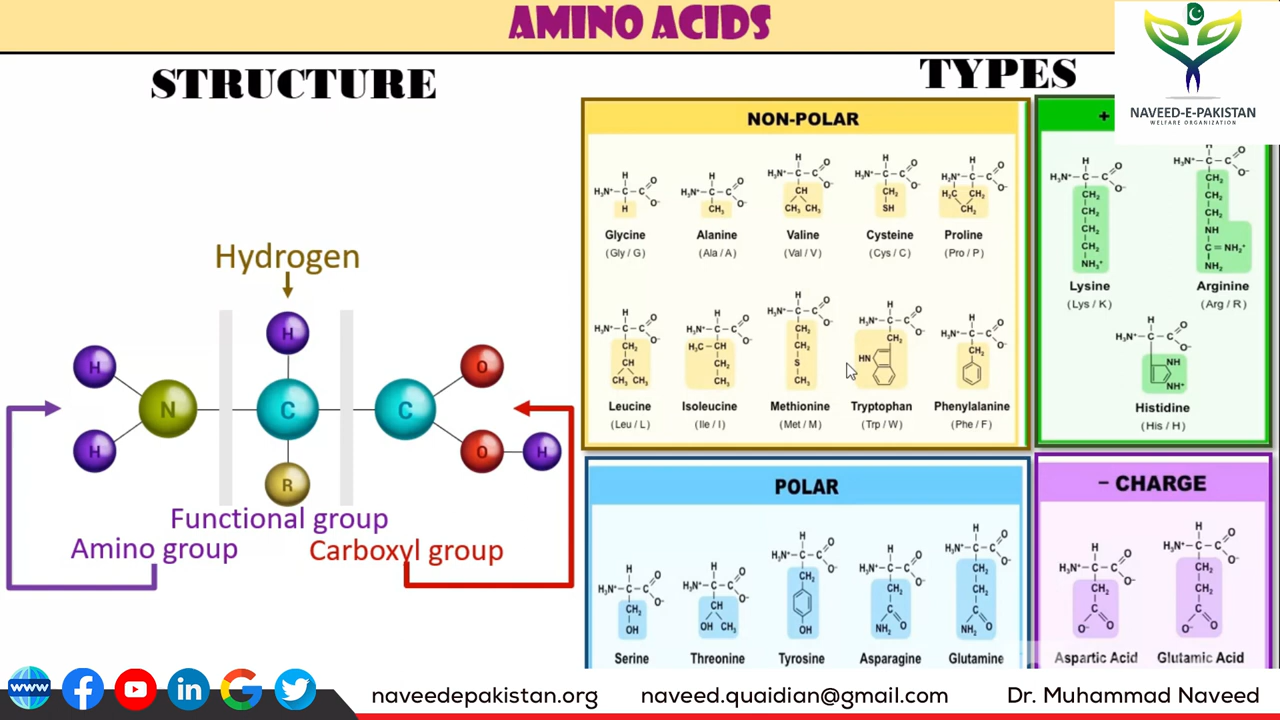 AMINO ACIDS
STRUCTURE
TYPES
NAVEED-E-PAKISTAN
WELFARE ORGANIZATION
Hydrogen
H
H
N
C
C
O
H
O
H
R
Functional group
Amino group
Carboxyl group
NON-POLAR
Glycine
(Gly / G)
Alanine
(Ala / A)
Valine
(Val / V)
Cysteine
(Cys / C)
Proline
(Pro / P)
Leucine
(Leu / L)
Isoleucine
(Ile / I)
Methionine
(Met / M)
Tryptophan
(Trp / W)
Phenylalanine
(Phe / F)
+
Lysine
(Lys / K)
Arginine
(Arg / R)
Histidine
(His / H)
POLAR
Serine
Threonine
Tyrosine
Asparagine
Glutamine
− CHARGE
Aspartic Acid
Glutamic Acid
www
in
naveedepakistan.org
naveed.quaidian@gmail.com
Dr. Muhammad Naveed